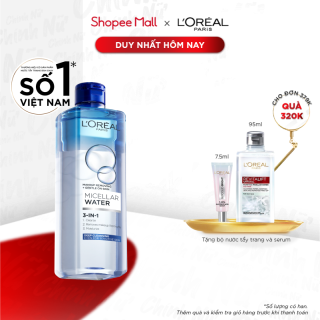 Shopee Mall × L'ORÉAL PARIS
DUY NHẤT HÔM NAY
SỐ 1*
VIỆT NAM
L'ORÉAL
MICELLAR
WATER
3-IN-1
CHO ĐƠN 379K
QUÀ
320K
95ml
7.5ml
L'ORÉAL
REVITALIFT
Tặng bộ nước tẩy trang và serum
*Số lượng có hạn.
Thêm quà và kiểm tra giỏ hàng trước khi thanh toán